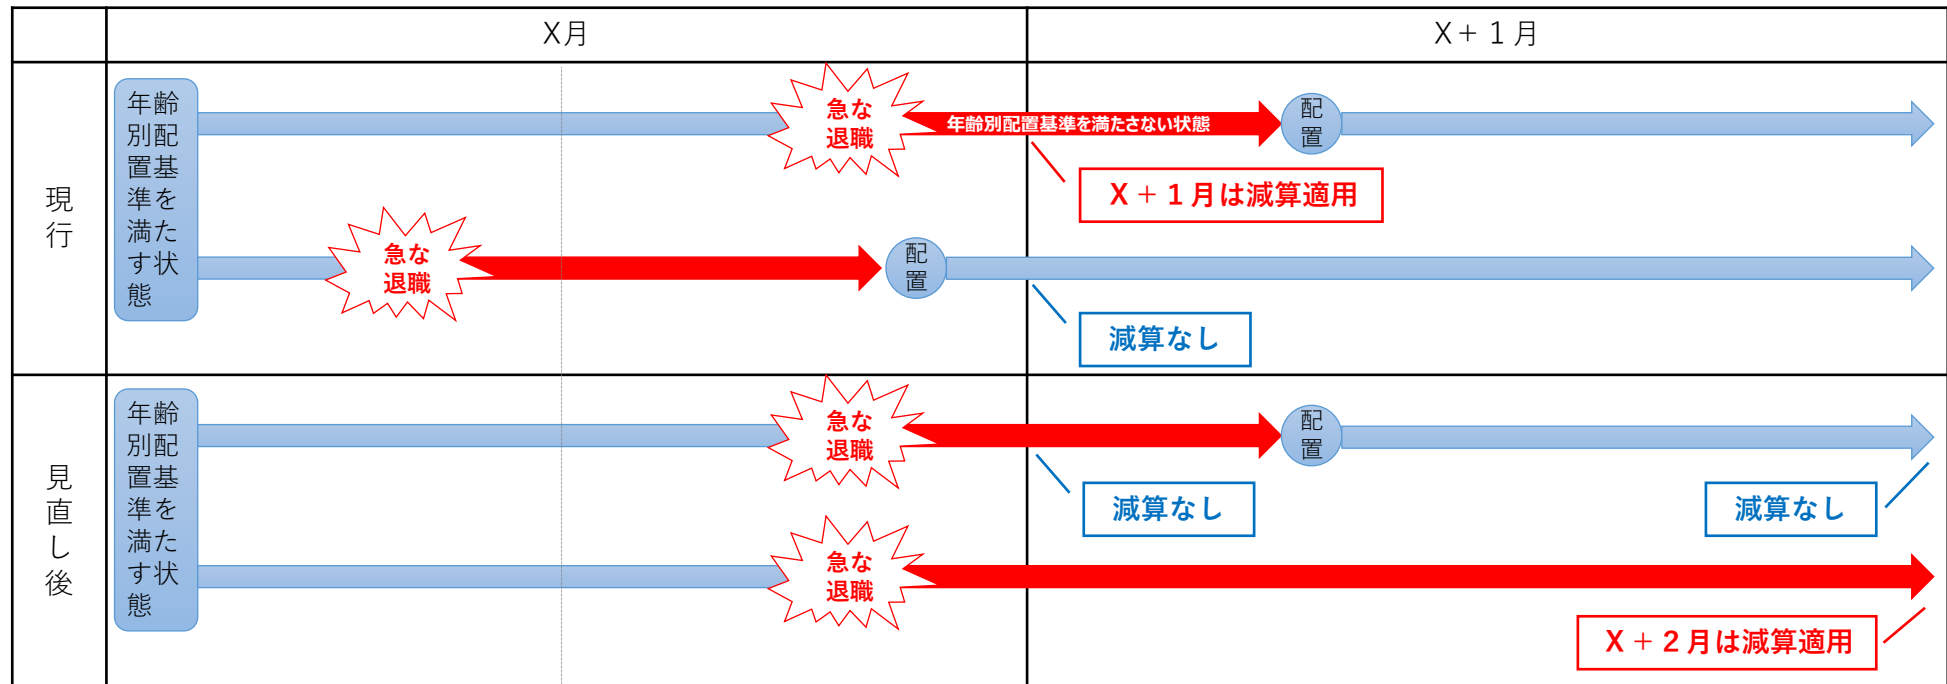 X月
X+1月
現行
年齢
別配
置基
準を
満た
す状
態
急な
退職
年齢別配置基準を満たさない状態
配置
X+1月は減算適用
急な
退職
配置
減算なし
見直し後
年齢
別配
置基
準を
満た
す状
態
急な
退職
配置
減算なし
減算なし
急な
退職
X+2月は減算適用